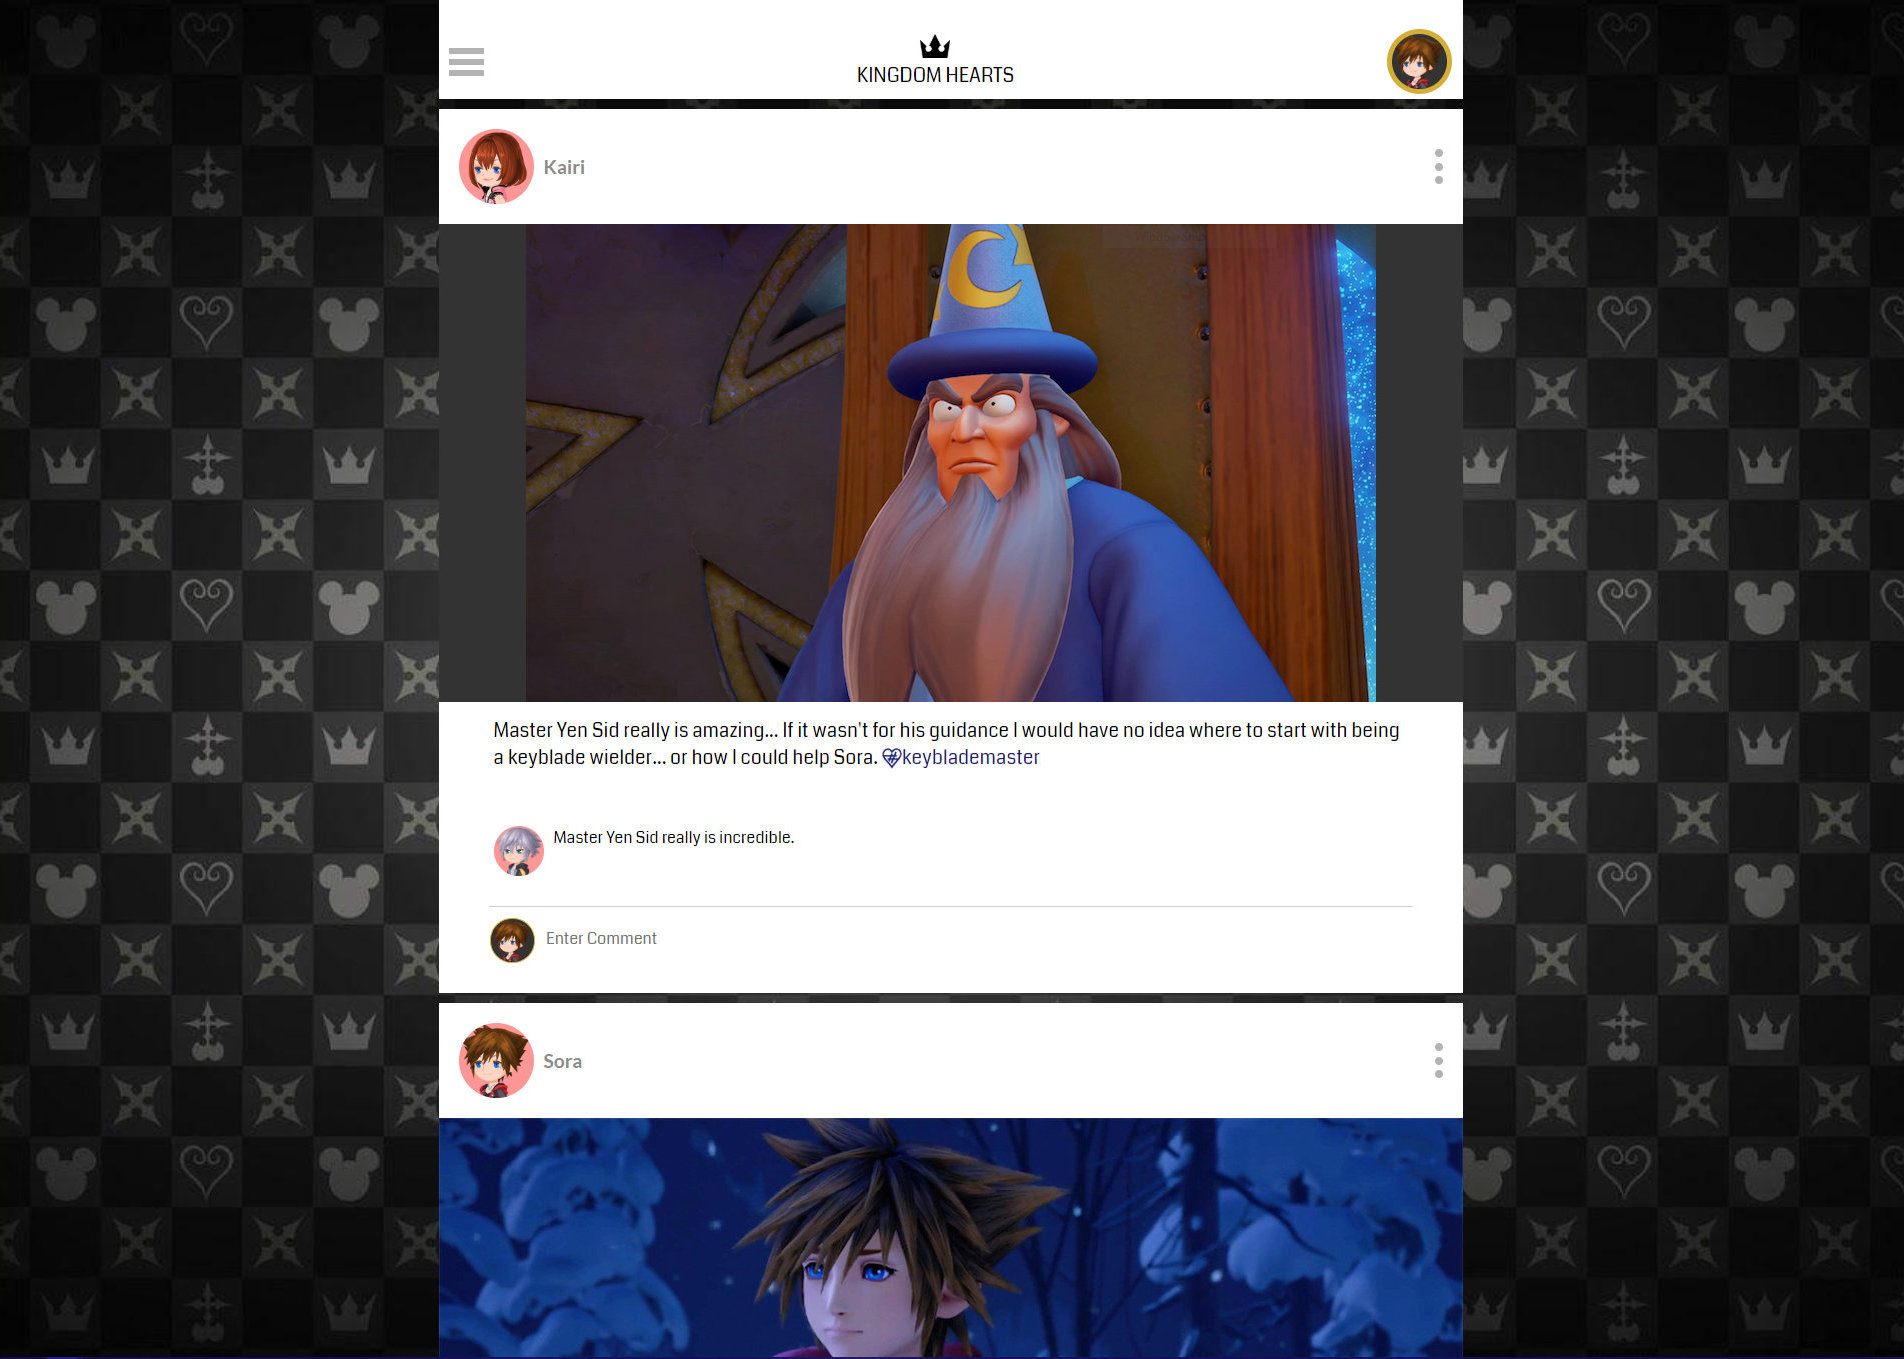 KINGDOM HEARTS
Kairi
Master Yen Sid really is amazing... If it wasn't for his guidance I would have no idea where to start with being
a keyblade wielder... or how I could help Sora. #keyblademaster
Master Yen Sid really is incredible.
Enter Comment
Sora